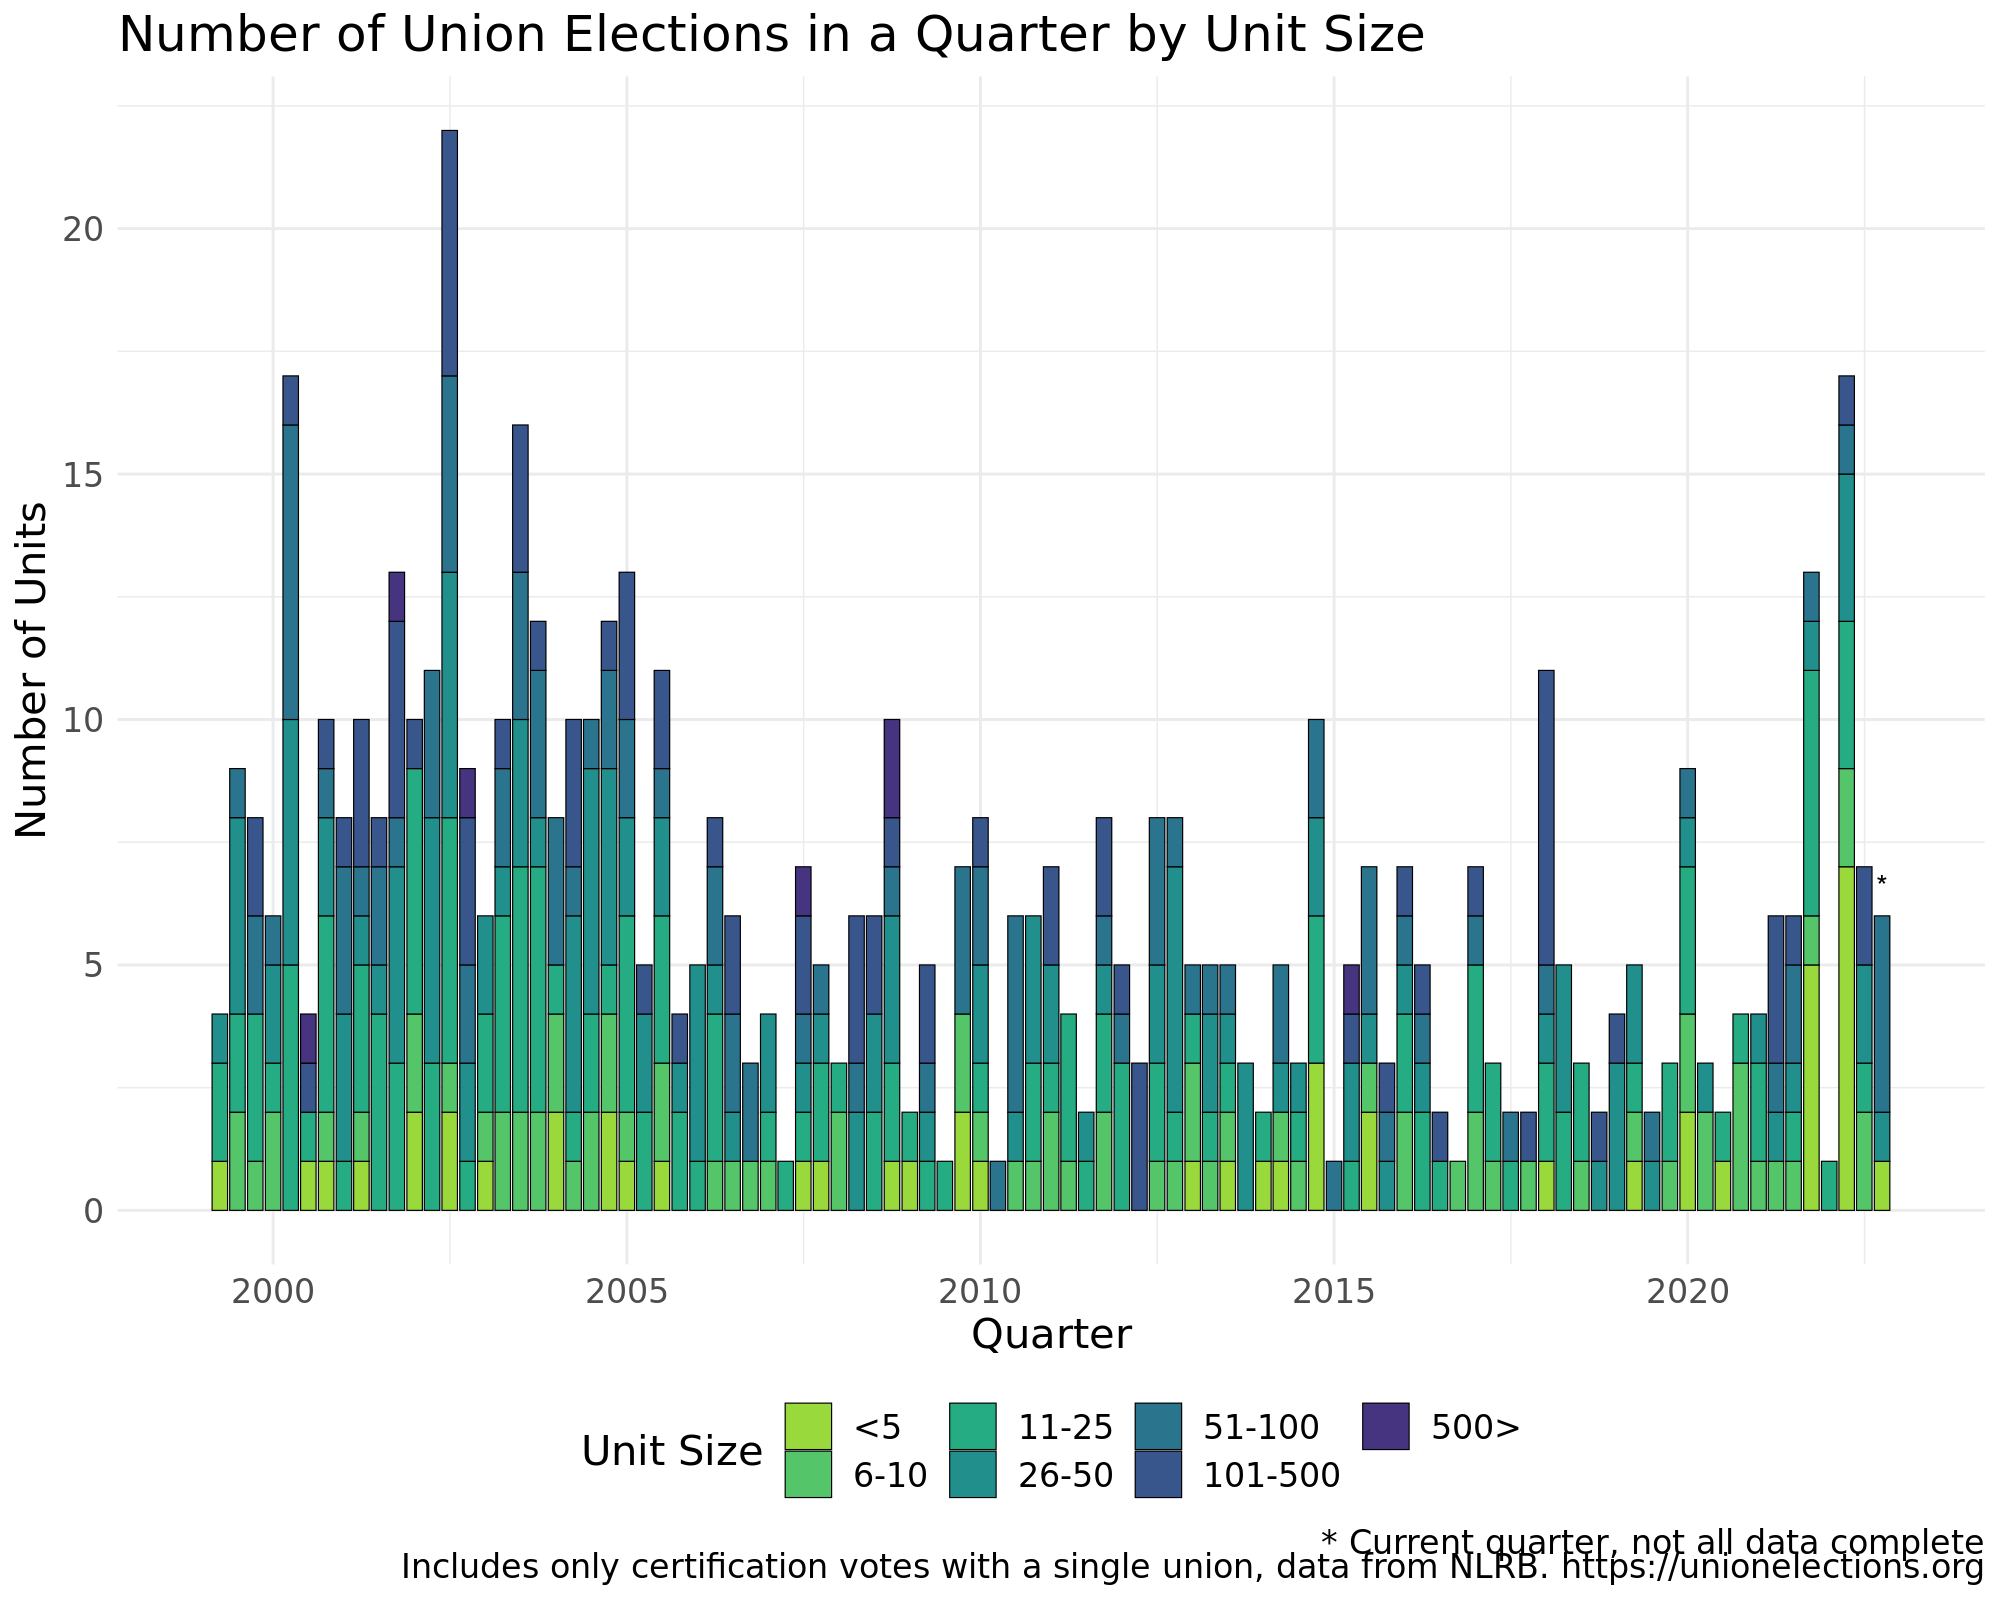 Number of Union Elections in a Quarter by Unit Size
Number of Units
20
15
10
5
0
*
2000 2005 2010 2015 2020
Quarter
Unit Size
<5 11-25 51-100 500>
6-10 26-50 101-500
* Current quarter, not all data complete
Includes only certification votes with a single union, data from NLRB. https://unionelections.org